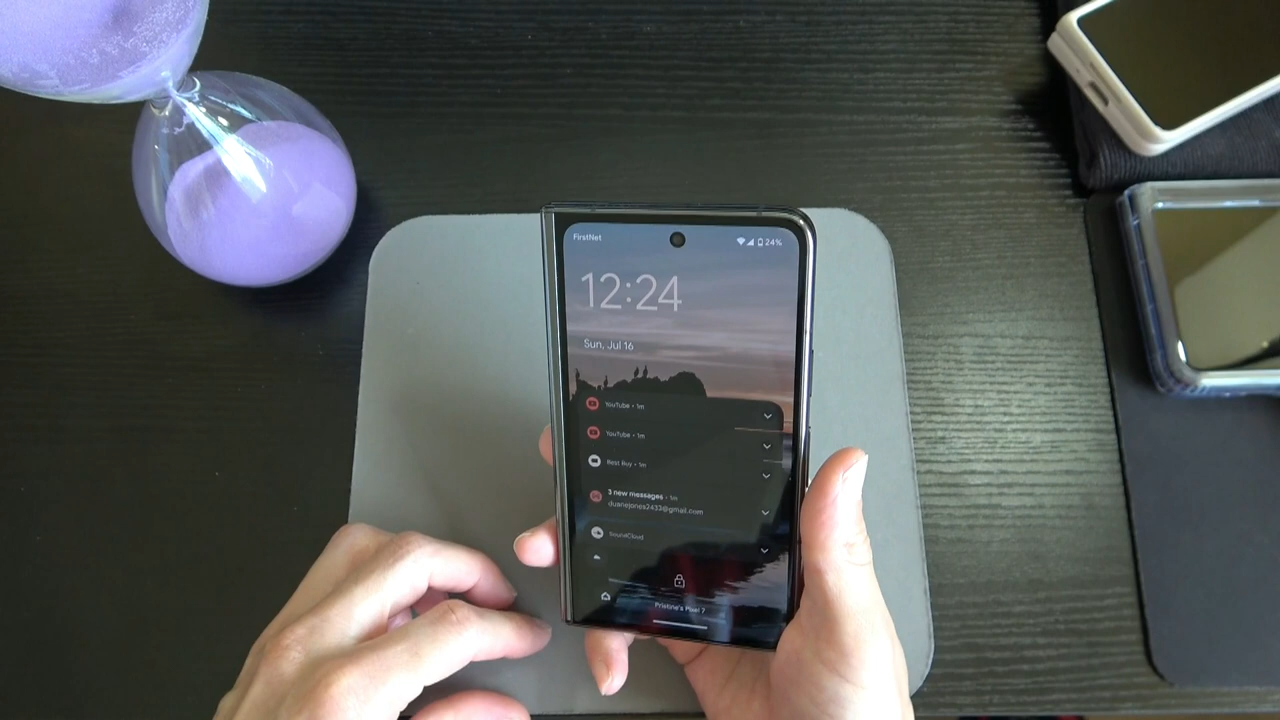 FirstNet
24%
12:24
Sun, Jul 16
YouTube • 1m
YouTube • 1m
Best Buy • 1m
3 new messages • 1m
duanejones2433@gmail.com
SoundCloud
Pristine's Pixel 7